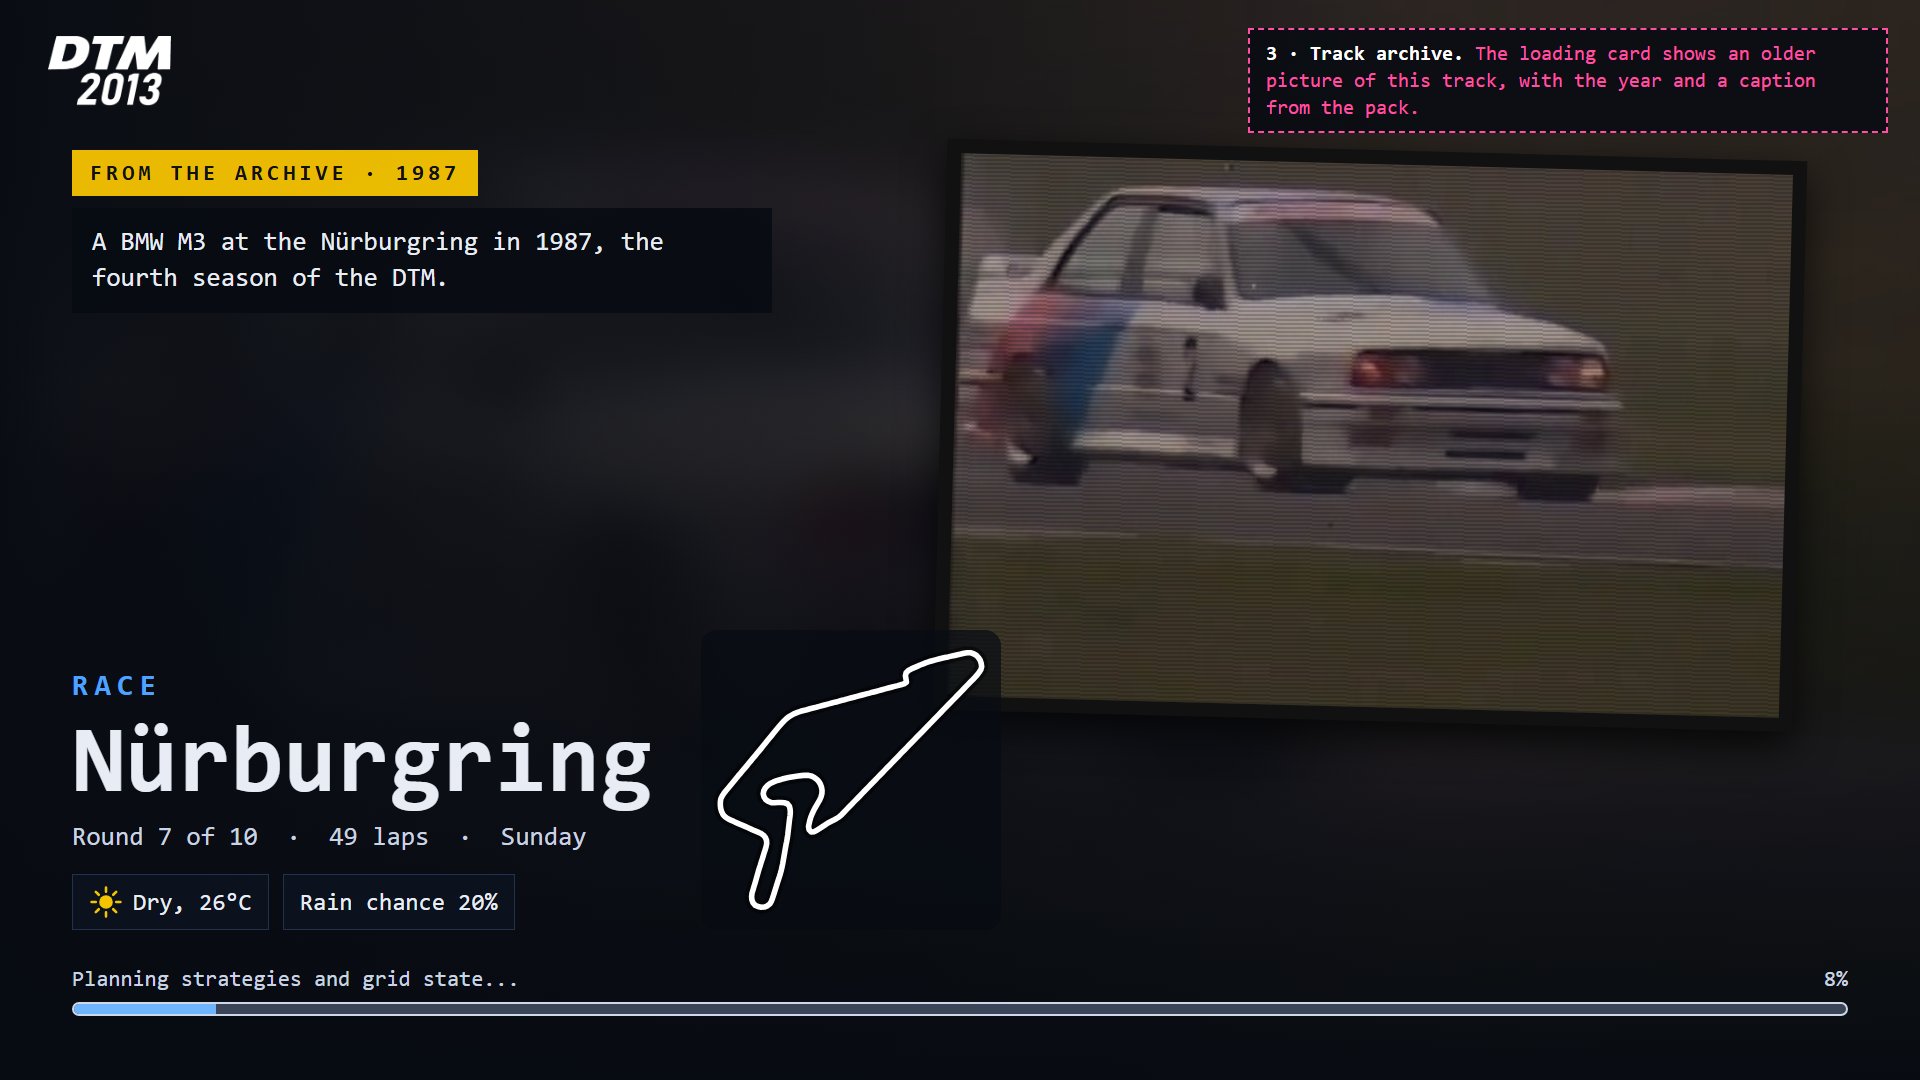 DTM
2013
3 · Track archive. The loading card shows an older
picture of this track, with the year and a caption
from the pack.
FROM THE ARCHIVE · 1987
A BMW M3 at the Nürburgring in 1987, the
fourth season of the DTM.
RACE
Nürburgring
Round 7 of 10 · 49 laps · Sunday
Dry, 26°C
Rain chance 20%
Planning strategies and grid state...
8%